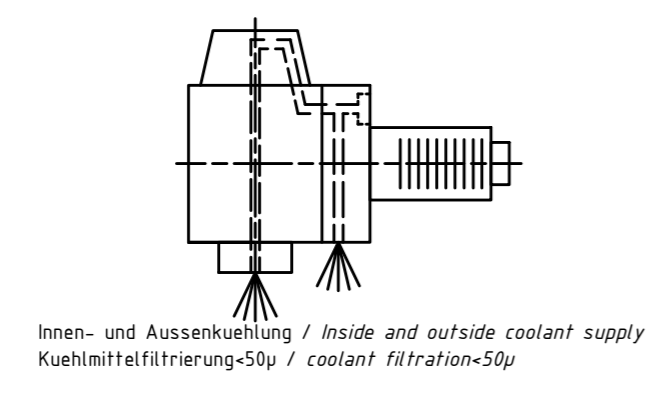 Innen- und Aussenkuehlung / Inside and outside coolant supply
Kuehlmittelfiltrierung<50µ / coolant filtration<50µ